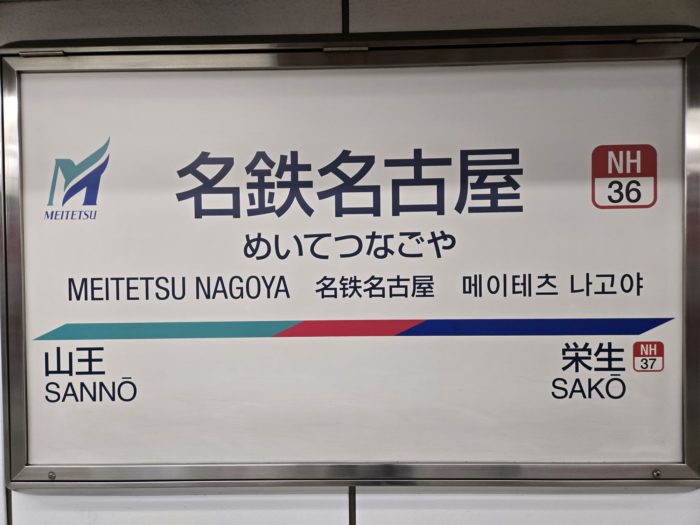 MEITETSU
名鉄名古屋
NH
36
めいてつなごや
MEITETSU NAGOYA 名铁名古屋 메이테츠 나고야
山王
SANNŌ
栄生
SAKŌ
NH
37